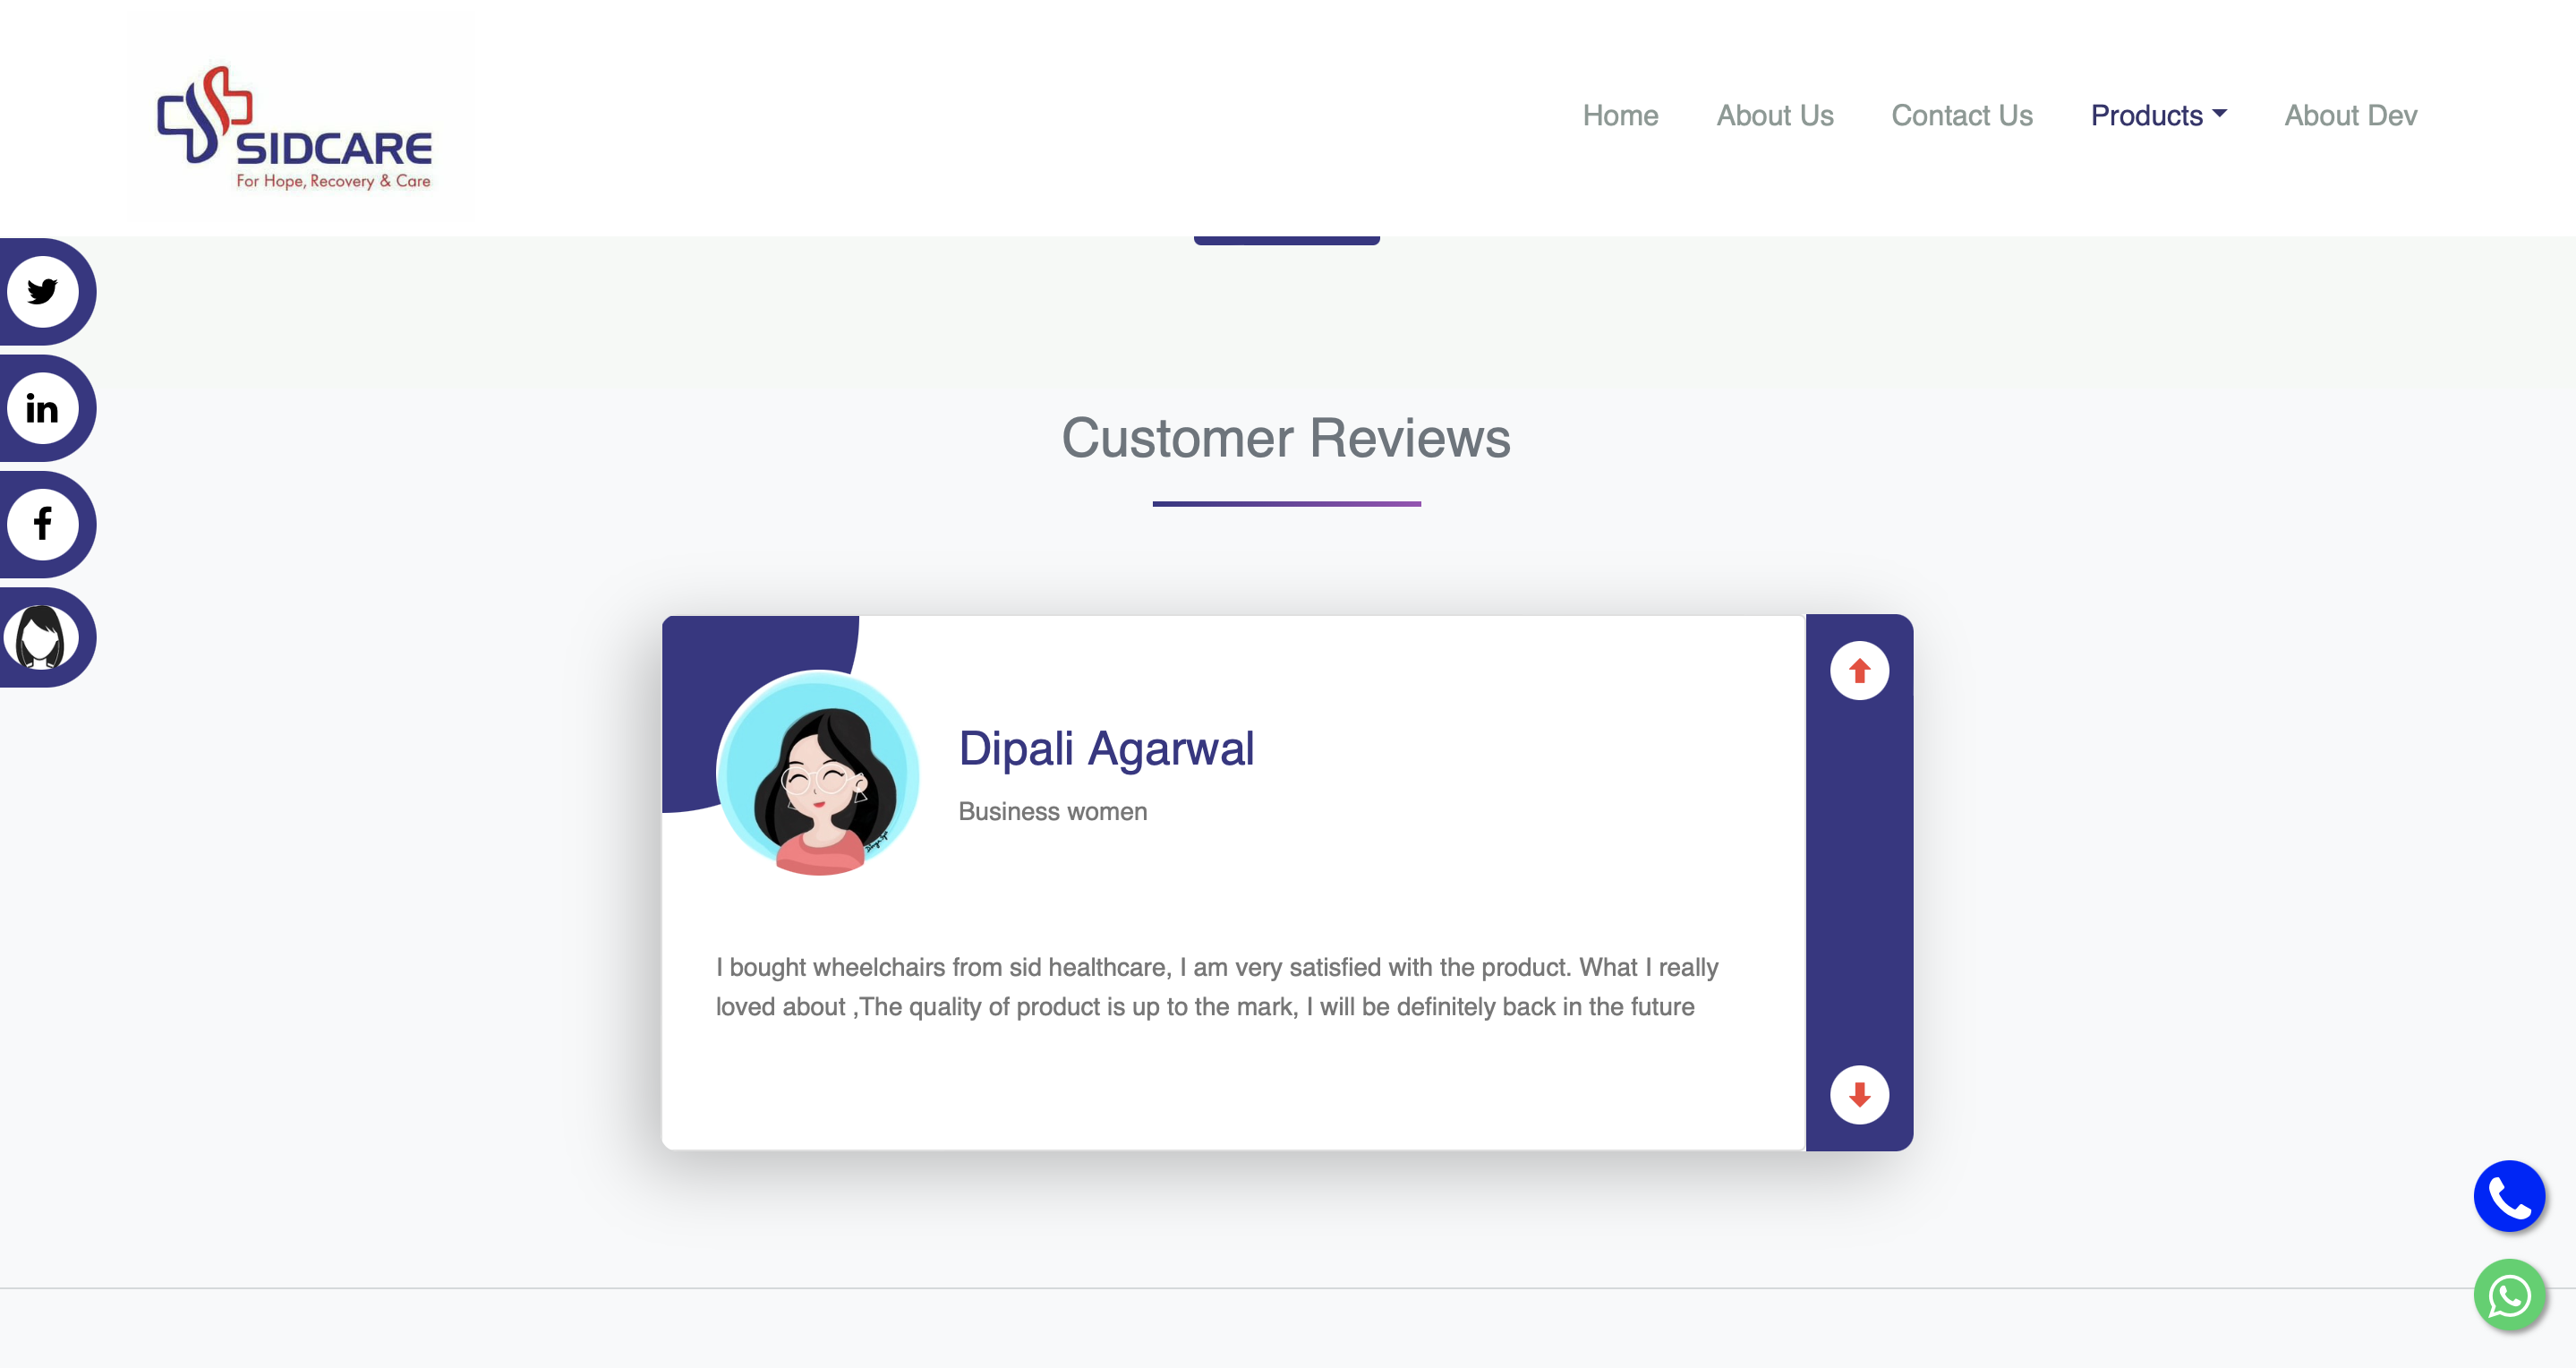 SIDCARE
For Hope, Recovery & Care
Home
About Us
Contact Us
Products
About Dev
Customer Reviews
Dipali Agarwal
Business women
I bought wheelchairs from sid healthcare, I am very satisfied with the product. What I really
loved about ,The quality of product is up to the mark, I will be definitely back in the future